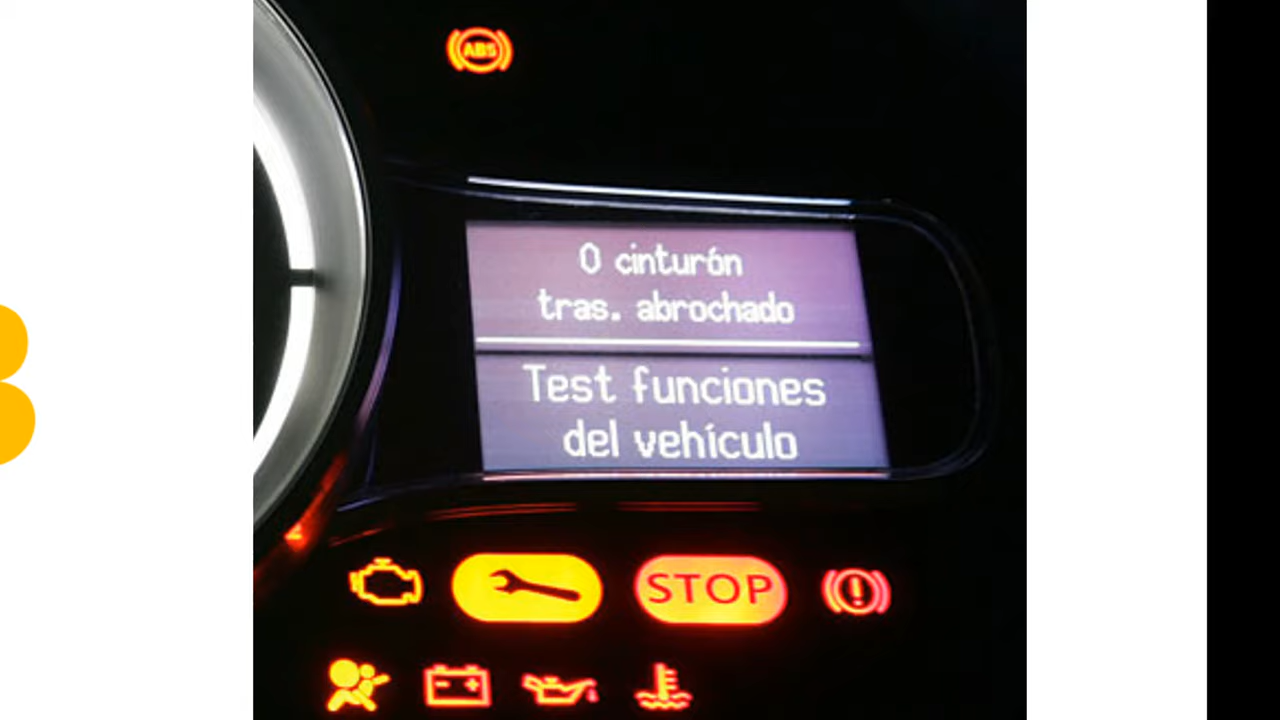 ABS
0 cinturón
tras. abrochado
Test funciones
del vehículo
STOP